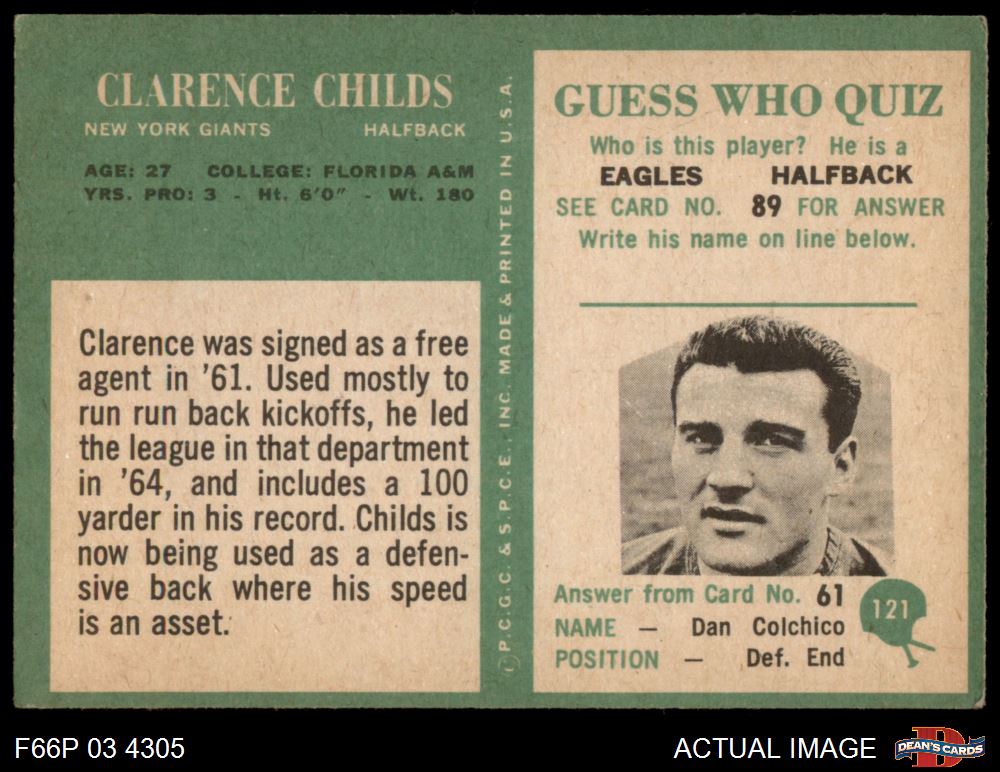 CLARENCE CHILDS
NEW YORK GIANTS HALFBACK
AGE: 27 COLLEGE: FLORIDA A&M
YRS. PRO: 3 - Ht. 6'0" - Wt. 180
Clarence was signed as a free
agent in '61. Used mostly to
run run back kickoffs, he led
the league in that department
in '64, and includes a 100
yarder in his record. Childs is
now being used as a defen-
sive back where his speed
is an asset.
©P.C.G.C. & S.P.C.E., INC. MADE & PRINTED IN U.S.A.
GUESS WHO QUIZ
Who is this player? He is a
EAGLES HALFBACK
SEE CARD NO. 89 FOR ANSWER
Write his name on line below.
Answer from Card No. 61
NAME — Dan Colchico
POSITION — Def. End
121
F66P 03 4305
ACTUAL IMAGE
D
DEAN'S CARDS